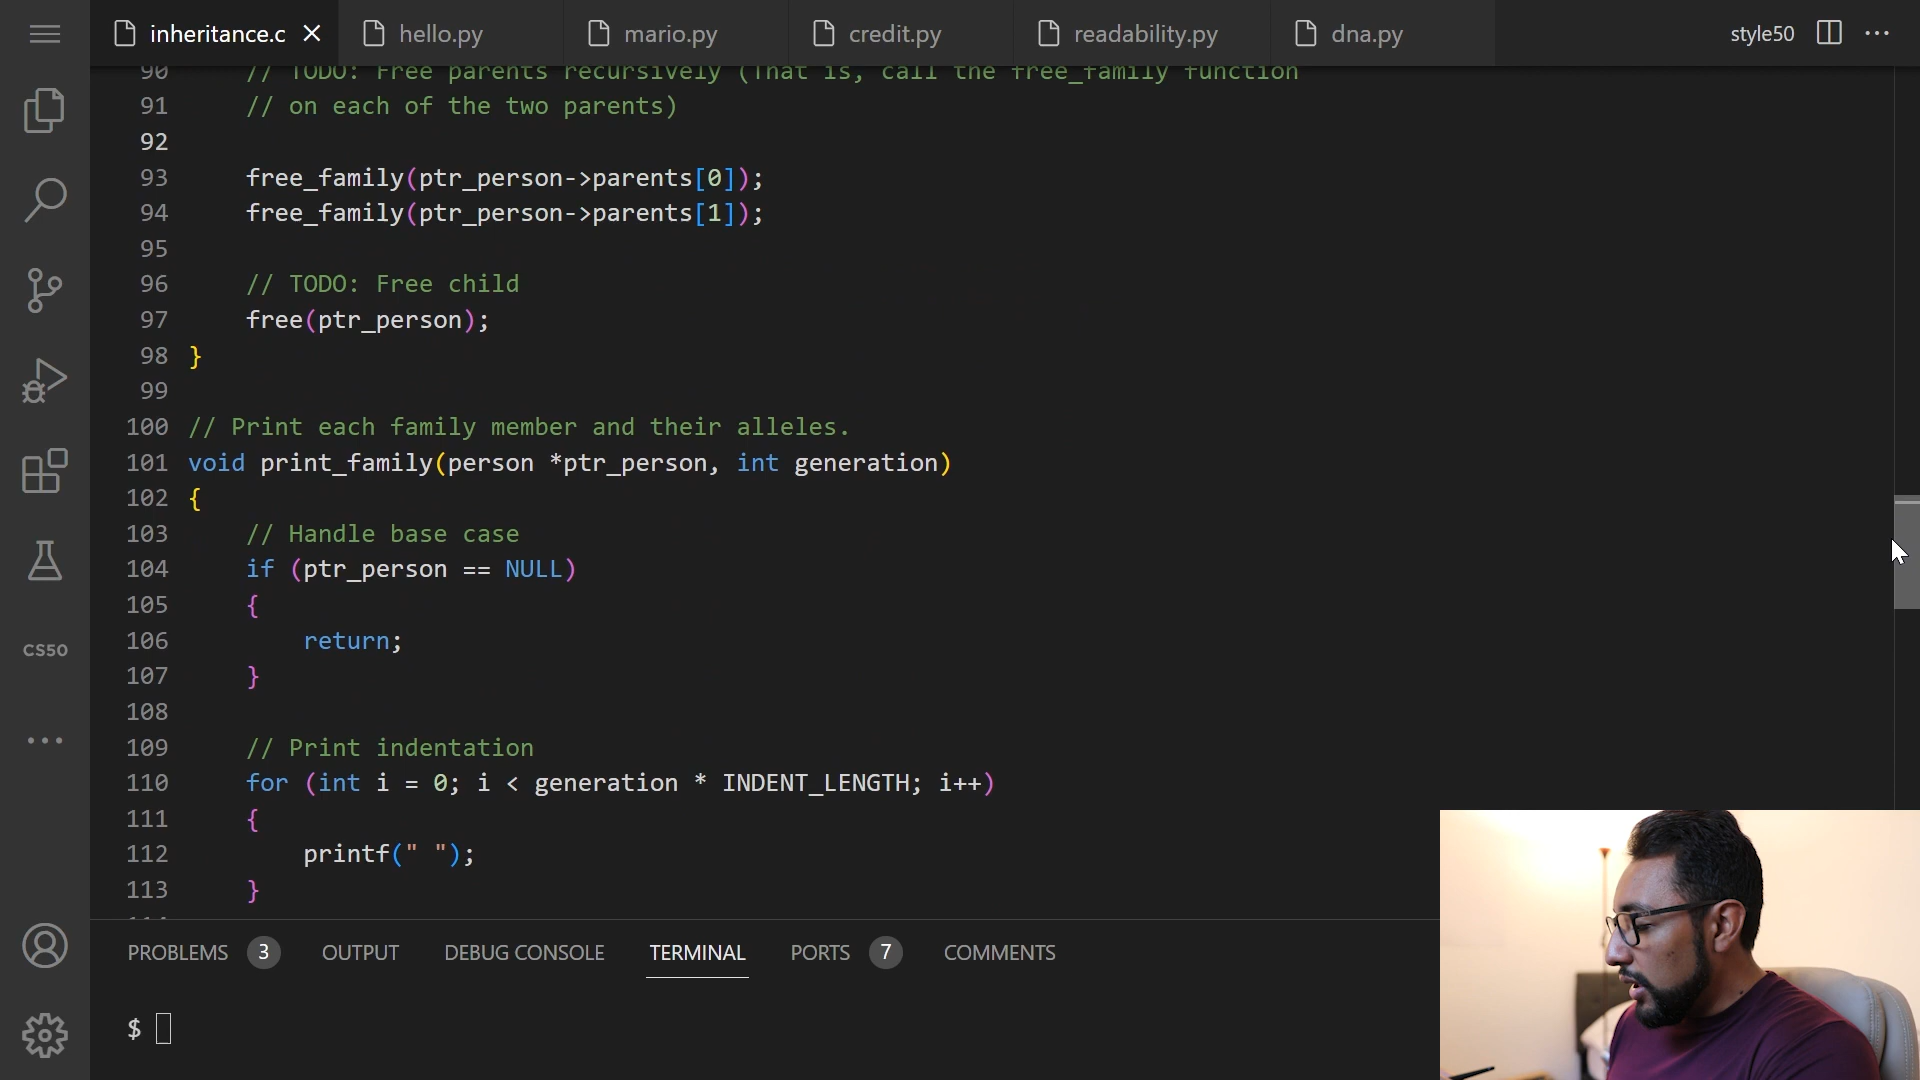 inheritance.c hello.py mario.py credit.py readability.py dna.py style50
90 // TODO: Free parents recursively (That is, call the free_family function
91 // on each of the two parents)
92
93 free_family(ptr_person->parents[0]);
94 free_family(ptr_person->parents[1]);
95
96 // TODO: Free child
97 free(ptr_person);
98 }
99
100 // Print each family member and their alleles.
101 void print_family(person *ptr_person, int generation)
102 {
103 // Handle base case
104 if (ptr_person == NULL)
105 {
106 return;
107 }
108
109 // Print indentation
110 for (int i = 0; i < generation * INDENT_LENGTH; i++)
111 {
112 printf(" ");
113 }
CS50
PROBLEMS 3 OUTPUT DEBUG CONSOLE TERMINAL PORTS 7 COMMENTS
$